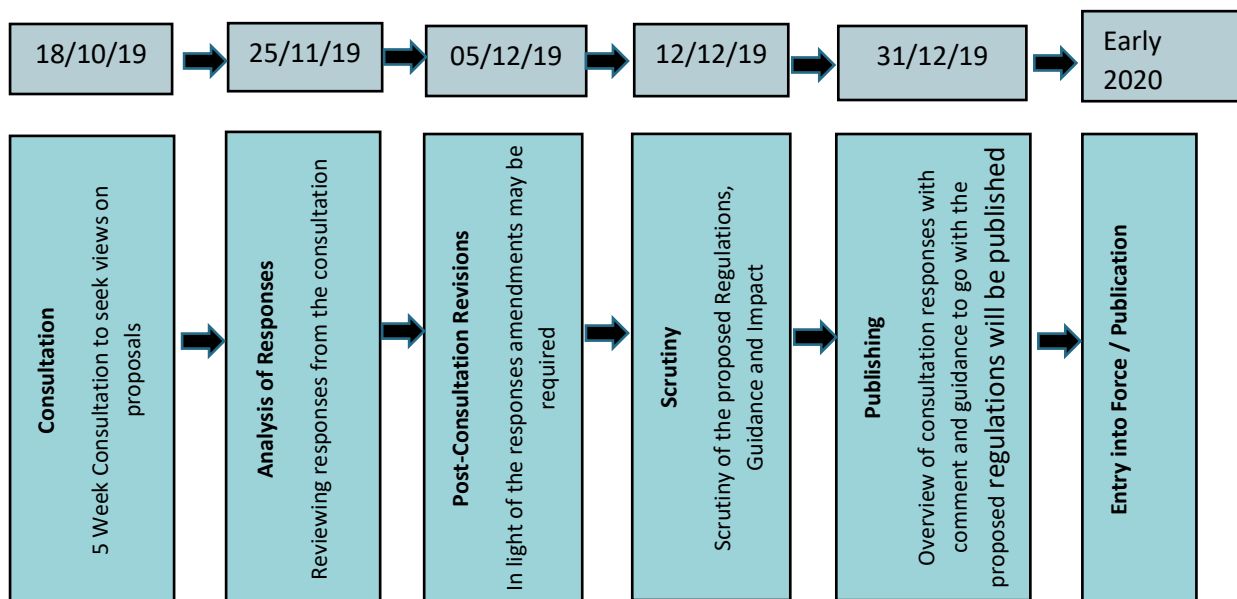 18/10/19
25/11/19
05/12/19
12/12/19
31/12/19
Early
2020
Consultation
5 Week Consultation to seek views on
proposals
Analysis of Responses
Reviewing responses from the consultation
Post-Consultation Revisions
In light of the responses amendments may be
required
Scrutiny
Scrutiny of the proposed Regulations,
Guidance and Impact
Publishing
Overview of consultation responses with
comment and guidance to go with the
proposed regulations will be published
Entry into Force / Publication